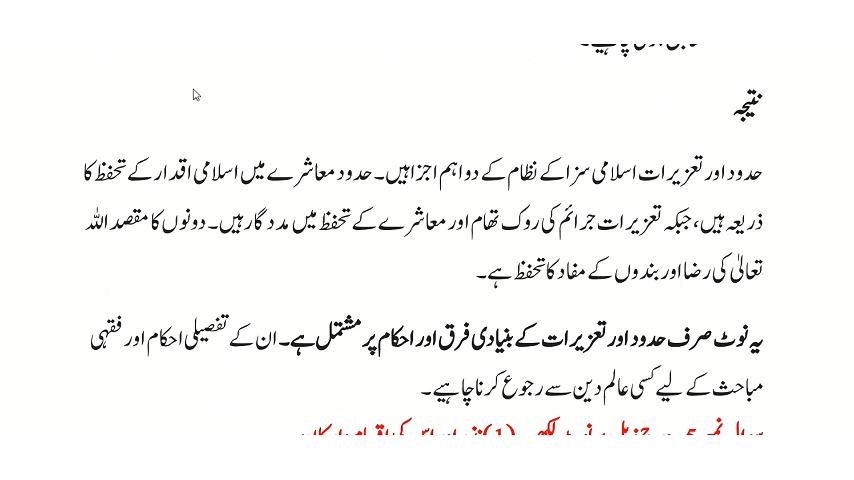 نتیجہ
حدود اور تعزیرات اسلامی سزا کے نظام کے دو اہم اجزا ہیں۔ حدود معاشرے میں اسلامی اقدار کے تحفظ کا
ذریعہ ہیں، جبکہ تعزیرات جرائم کی روک تھام اور معاشرے کے تحفظ میں مددگار ہیں۔ دونوں کا مقصد اللہ
تعالیٰ کی رضا اور بندوں کے مفاد کا تحفظ ہے۔
یہ نوٹ صرف حدود اور تعزیرات کے بنیادی فرق اور احکام پر مشتمل ہے۔ ان کے تفصیلی احکام اور فقہی
مباحث کے لیے کسی عالم دین سے رجوع کرنا چاہیے۔